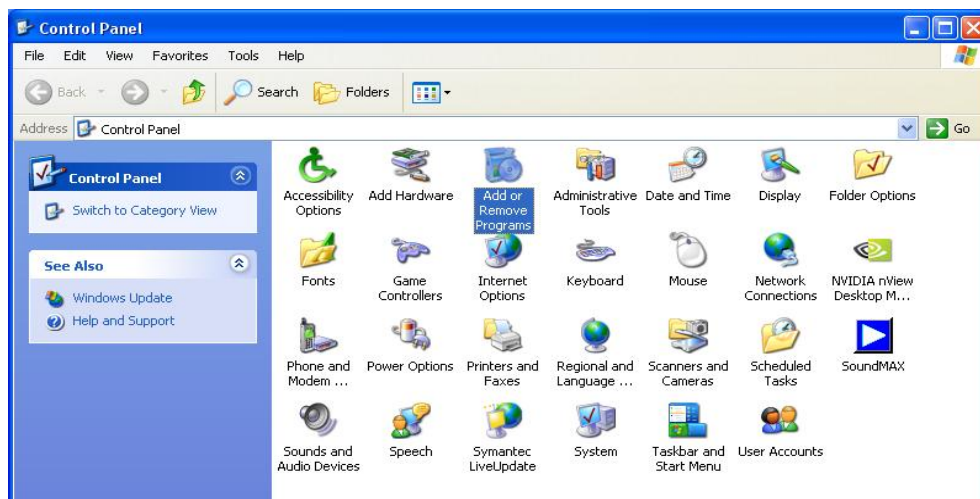 Control Panel
File Edit View Favorites Tools Help
Back Search Folders
Address Control Panel Go
Control Panel
Switch to Category View
See Also
Windows Update
Help and Support
Accessibility Options
Add Hardware
Add or Remove Programs
Administrative Tools
Date and Time
Display
Folder Options
Fonts
Game Controllers
Internet Options
Keyboard
Mouse
Network Connections
NVIDIA nView Desktop M...
Phone and Modem ...
Power Options
Printers and Faxes
Regional and Language ...
Scanners and Cameras
Scheduled Tasks
SoundMAX
Sounds and Audio Devices
Speech
Symantec LiveUpdate
System
Taskbar and Start Menu
User Accounts